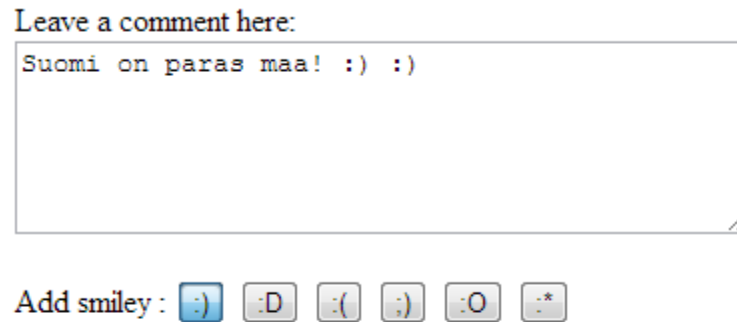 Leave a comment here:
Suomi on paras maa! :) :)
Add smiley : :) :D :( ;) :O :*